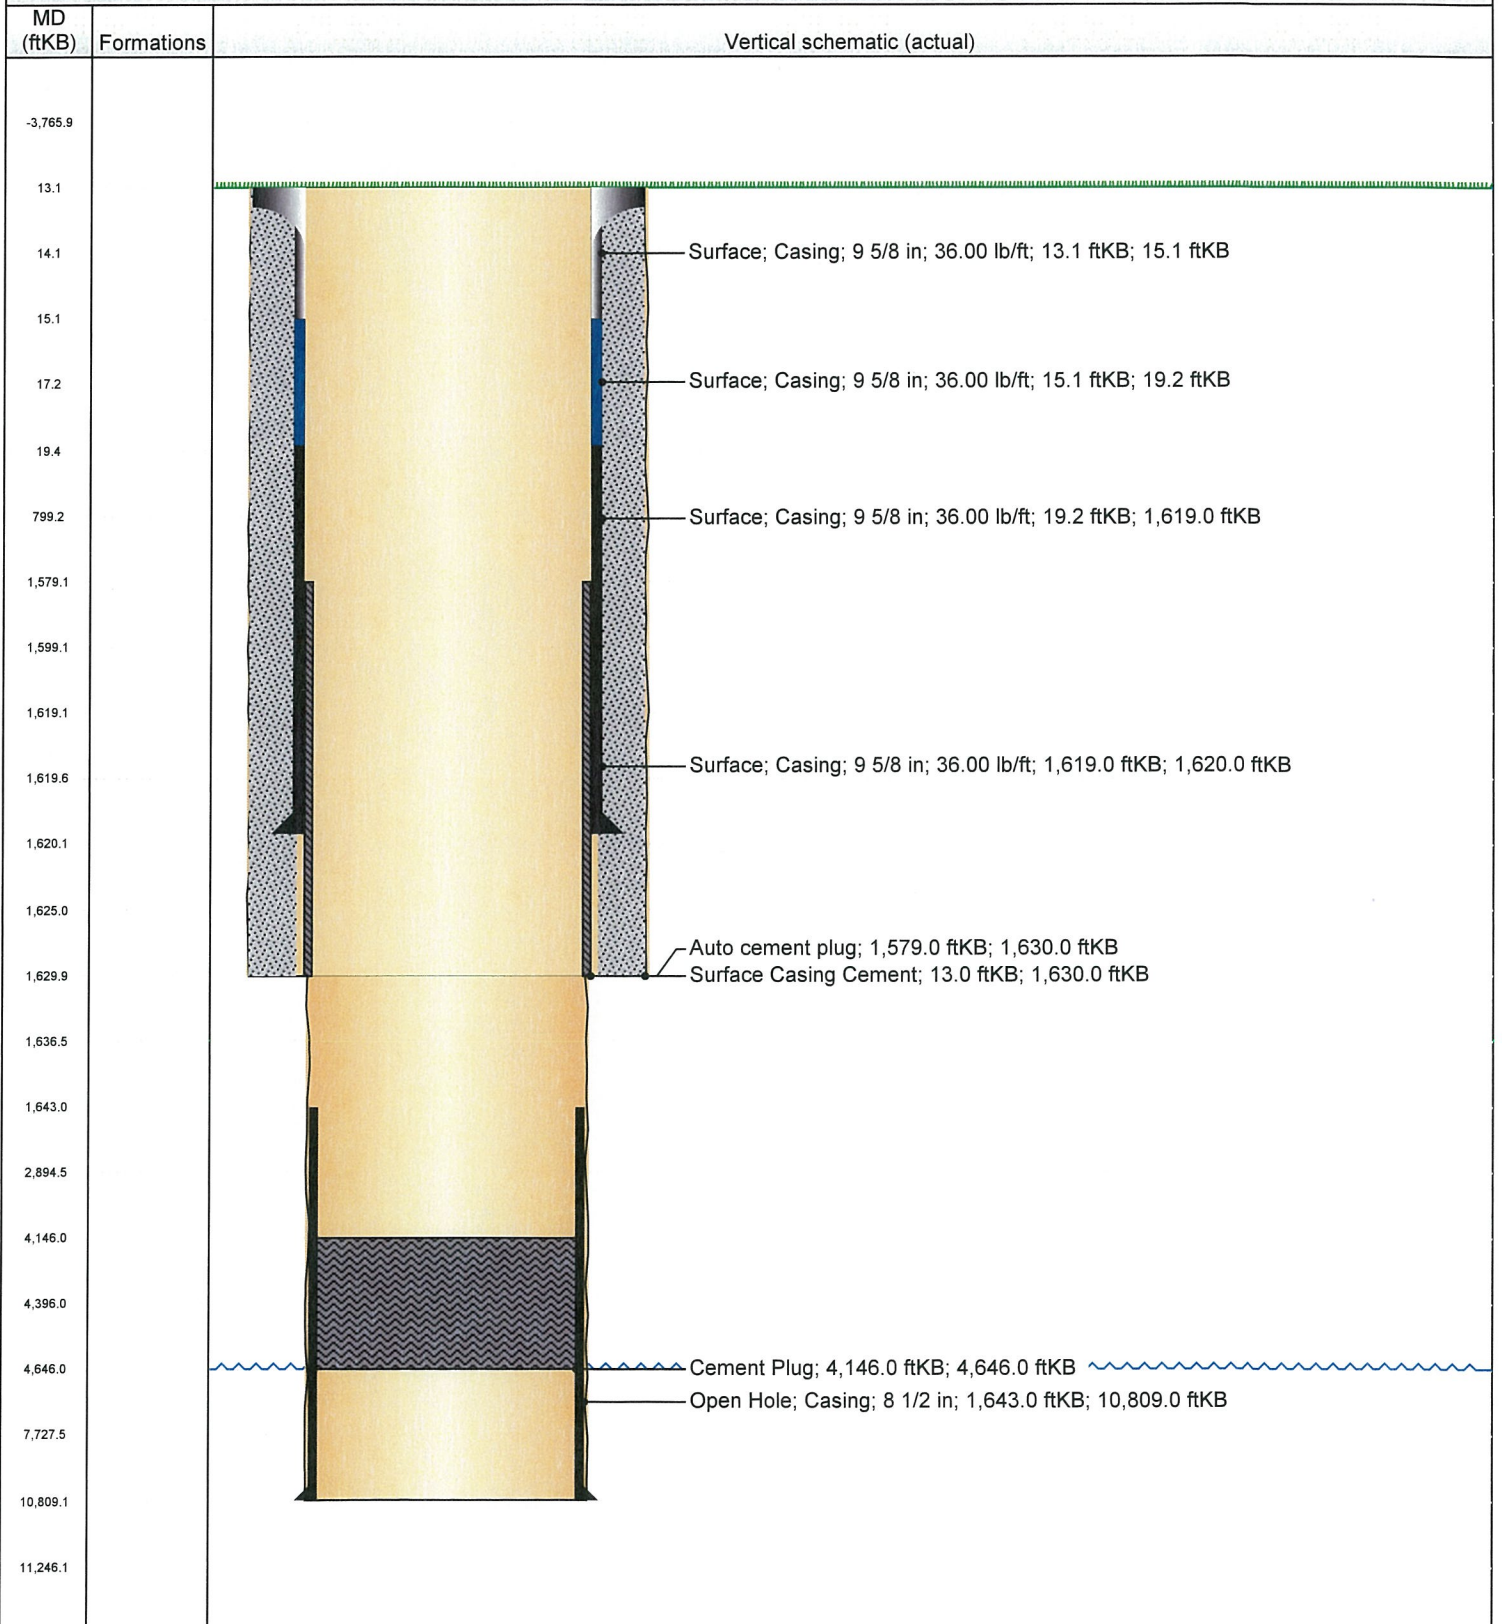 MD
(ftKB)
Formations
Vertical schematic (actual)
-3,765.9
13.1
14.1
Surface; Casing; 9 5/8 in; 36.00 lb/ft; 13.1 ftKB; 15.1 ftKB
15.1
17.2
Surface; Casing; 9 5/8 in; 36.00 lb/ft; 15.1 ftKB; 19.2 ftKB
19.4
799.2
Surface; Casing; 9 5/8 in; 36.00 lb/ft; 19.2 ftKB; 1,619.0 ftKB
1,579.1
1,599.1
1,619.1
1,619.6
Surface; Casing; 9 5/8 in; 36.00 lb/ft; 1,619.0 ftKB; 1,620.0 ftKB
1,620.1
1,625.0
Auto cement plug; 1,579.0 ftKB; 1,630.0 ftKB
1,629.9
Surface Casing Cement; 13.0 ftKB; 1,630.0 ftKB
1,636.5
1,643.0
2,894.5
4,146.0
4,396.0
4,646.0
Cement Plug; 4,146.0 ftKB; 4,646.0 ftKB
Open Hole; Casing; 8 1/2 in; 1,643.0 ftKB; 10,809.0 ftKB
7,727.5
10,809.1
11,246.1